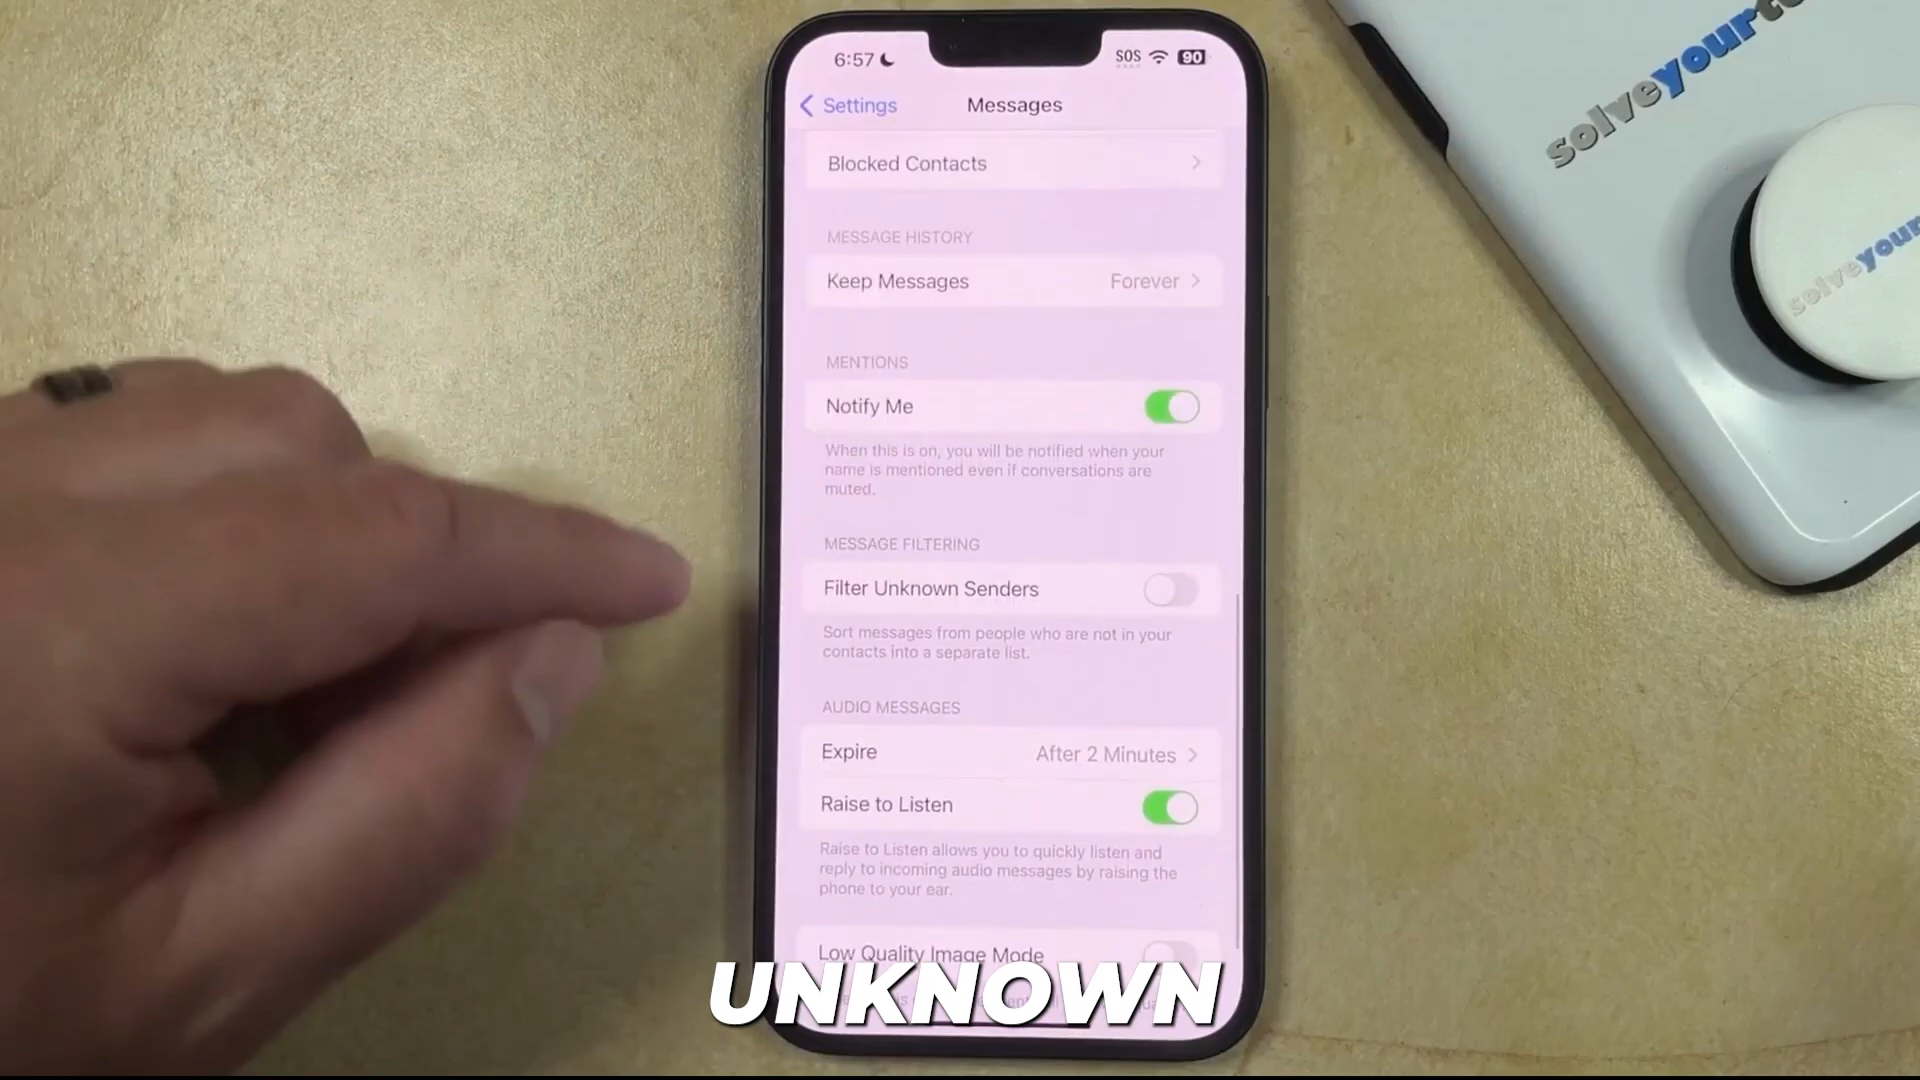 6:57
SOS
90
Settings
Messages
Blocked Contacts
MESSAGE HISTORY
Keep Messages
Forever
MENTIONS
Notify Me
When this is on, you will be notified when your
name is mentioned even if conversations are
muted.
MESSAGE FILTERING
Filter Unknown Senders
Sort messages from people who are not in your
contacts into a separate list.
AUDIO MESSAGES
Expire
After 2 Minutes
Raise to Listen
Raise to Listen allows you to quickly listen and
reply to incoming audio messages by raising the
phone to your ear.
Low Quality Image Mode
UNKNOWN
solveyour
solveyour